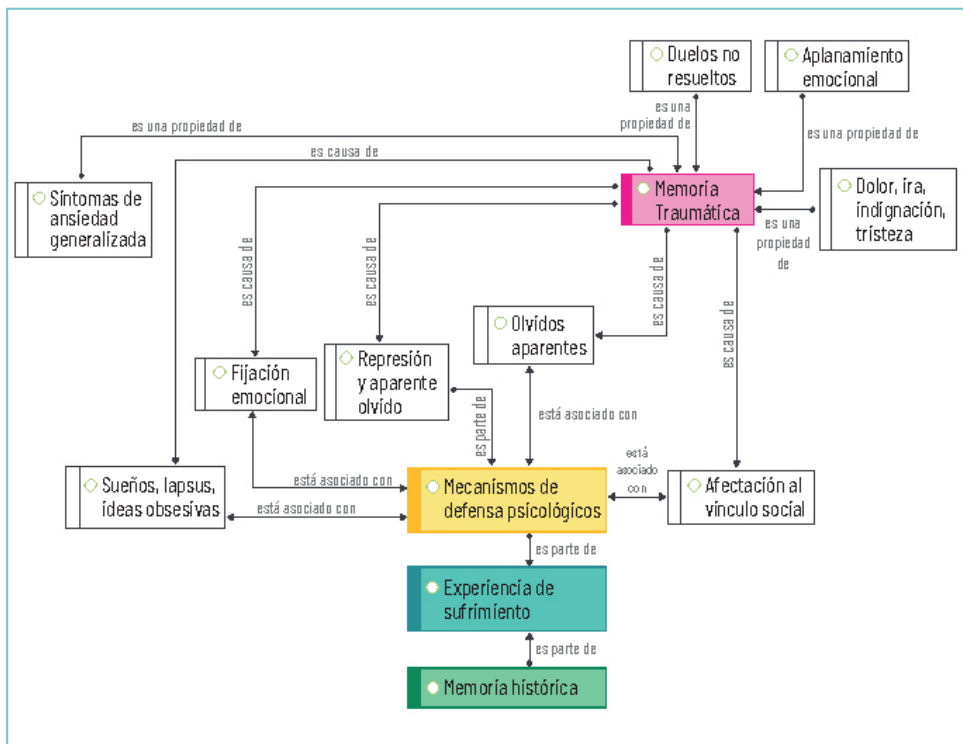 Duelos no
resueltos
Aplanamiento
emocional
es una
propiedad de
es una propiedad de
es una propiedad de
es causa de
Síntomas de
ansiedad
generalizada
Memoria
Traumática
Dolor, ira,
indignación,
tristeza
es una
propiedad
de
es causa de
es causa de
es causa de
es causa de
Olvidos
aparentes
Represión
y aparente
olvido
Fijación
emocional
es parte de
está asociado con
está
asociado
con
Sueños, lapsus,
ideas obsesivas
está asociado con
está asociado con
Mecanismos de
defensa psicológicos
Afectación al
vínculo social
es parte de
Experiencia de
sufrimiento
es parte de
Memoria histórica